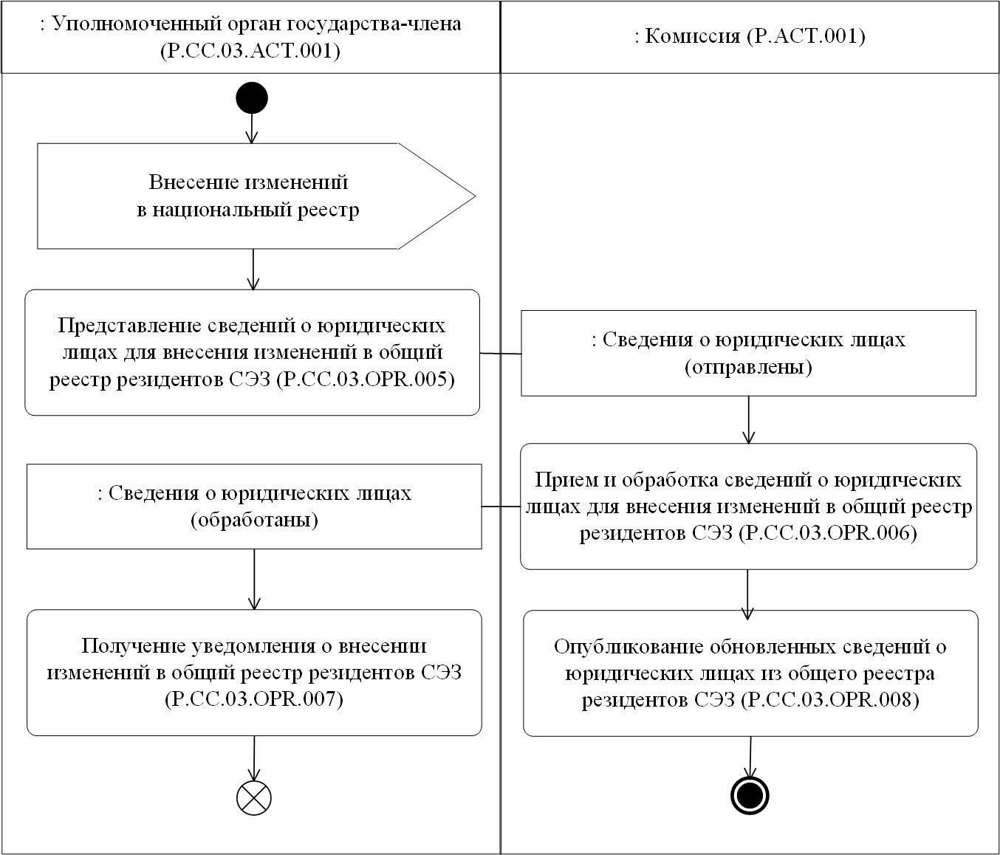 : Уполномоченный орган государства-члена
(P.CC.03.ACT.001)
: Комиссия (P.ACT.001)
Внесение изменений
в национальный реестр
Представление сведений о юридических
лицах для внесения изменений в общий
реестр резидентов СЭЗ (P.CC.03.OPR.005)
: Сведения о юридических лицах
(отправлены)
Прием и обработка сведений о юридических
лицах для внесения изменений в общий реестр
резидентов СЭЗ (P.CC.03.OPR.006)
: Сведения о юридических лицах
(обработаны)
Получение уведомления о внесении
изменений в общий реестр резидентов СЭЗ
(P.CC.03.OPR.007)
Опубликование обновленных сведений о
юридических лицах из общего реестра
резидентов СЭЗ (P.CC.03.OPR.008)